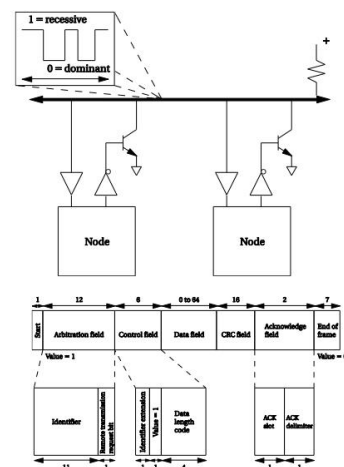 1 = recessive
0 = dominant
+
Node
Node
1 12 6 0 to 64 16 2 7
Start Arbitration field Control field Data field CRC field Acknowledge field End of frame
Value = 1
Identifier
Remote transmission request bit
Identifier extension
Value = 1
Data length code
ACK slot
ACK delimiter